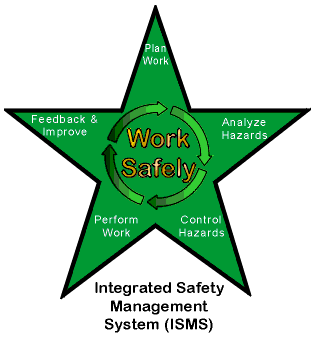 Plan
Work
Analyze
Hazards
Control
Hazards
Perform
Work
Feedback &
Improve
Work
Safely
Integrated Safety
Management
System (ISMS)